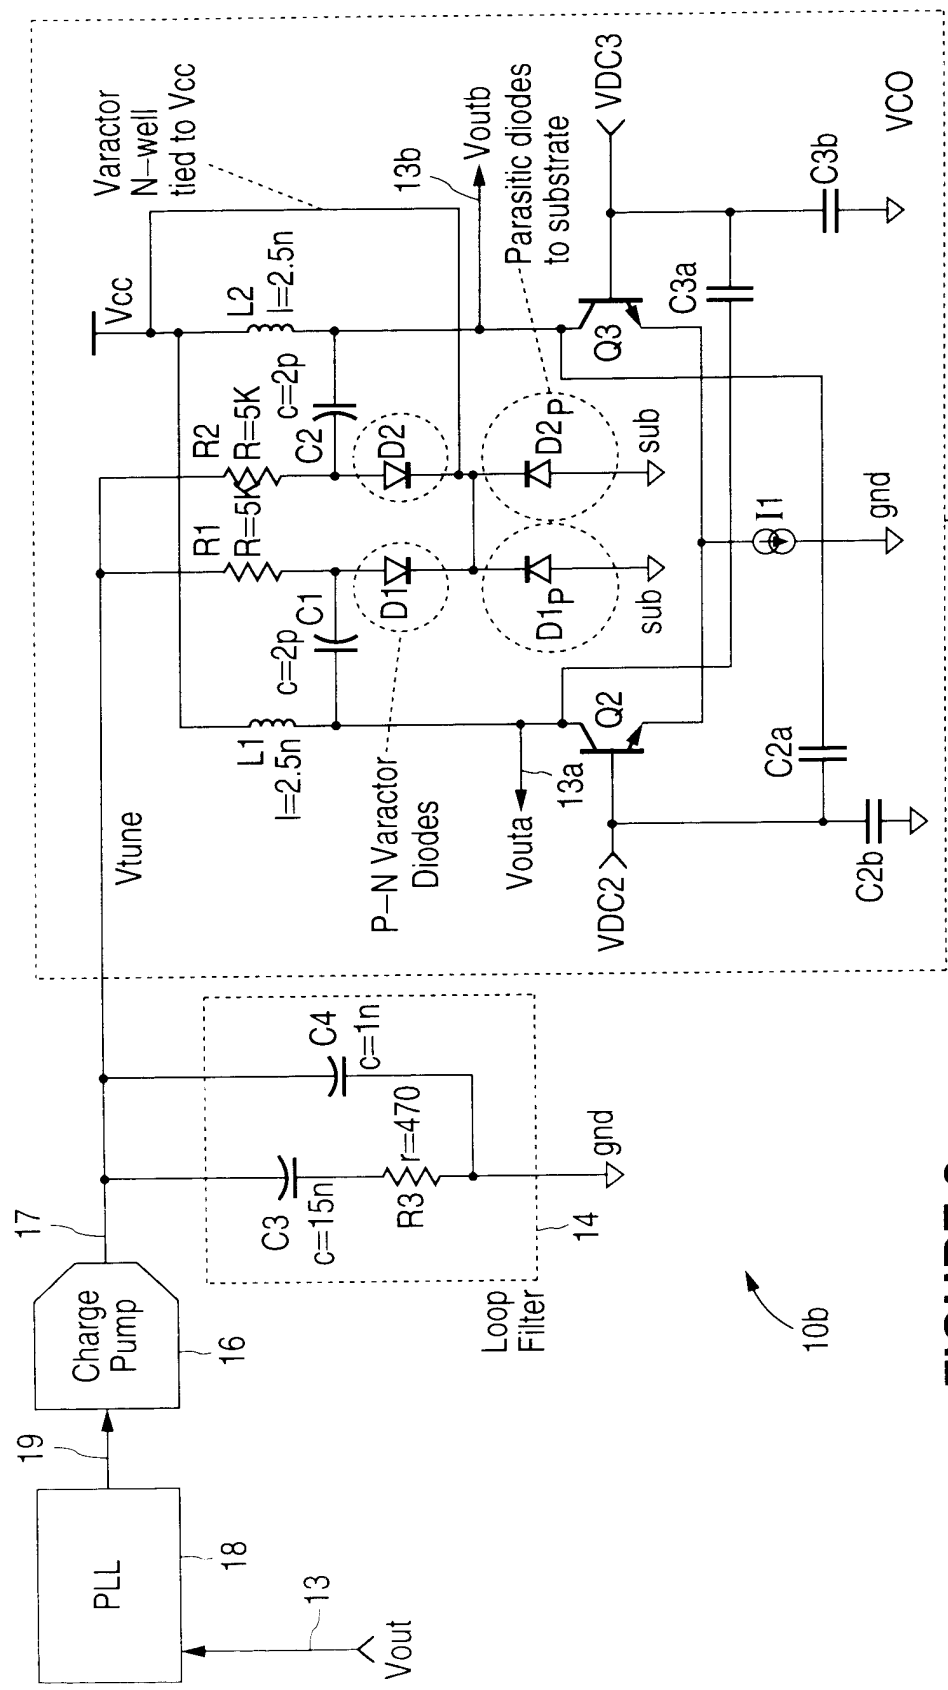 PLL
18
19
Charge
Pump
16
17
13
Vout
Loop
Filter
14
C3
c=15n
R3
r=470
C4
c=1n
gnd
10b
Vtune
Vcc
Varactor
N-well
tied to Vcc
L1
l=2.5n
L2
l=2.5n
R1
R=5K
R2
R=5K
c=2p
C1
c=2p
C2
D1
D2
P-N Varactor
Diodes
D1P
D2P
sub
sub
Parasitic diodes
to substrate
Vouta
13a
13b
Voutb
Q2
Q3
VDC2
VDC3
I1
gnd
C2a
C2b
C3a
C3b
VCO